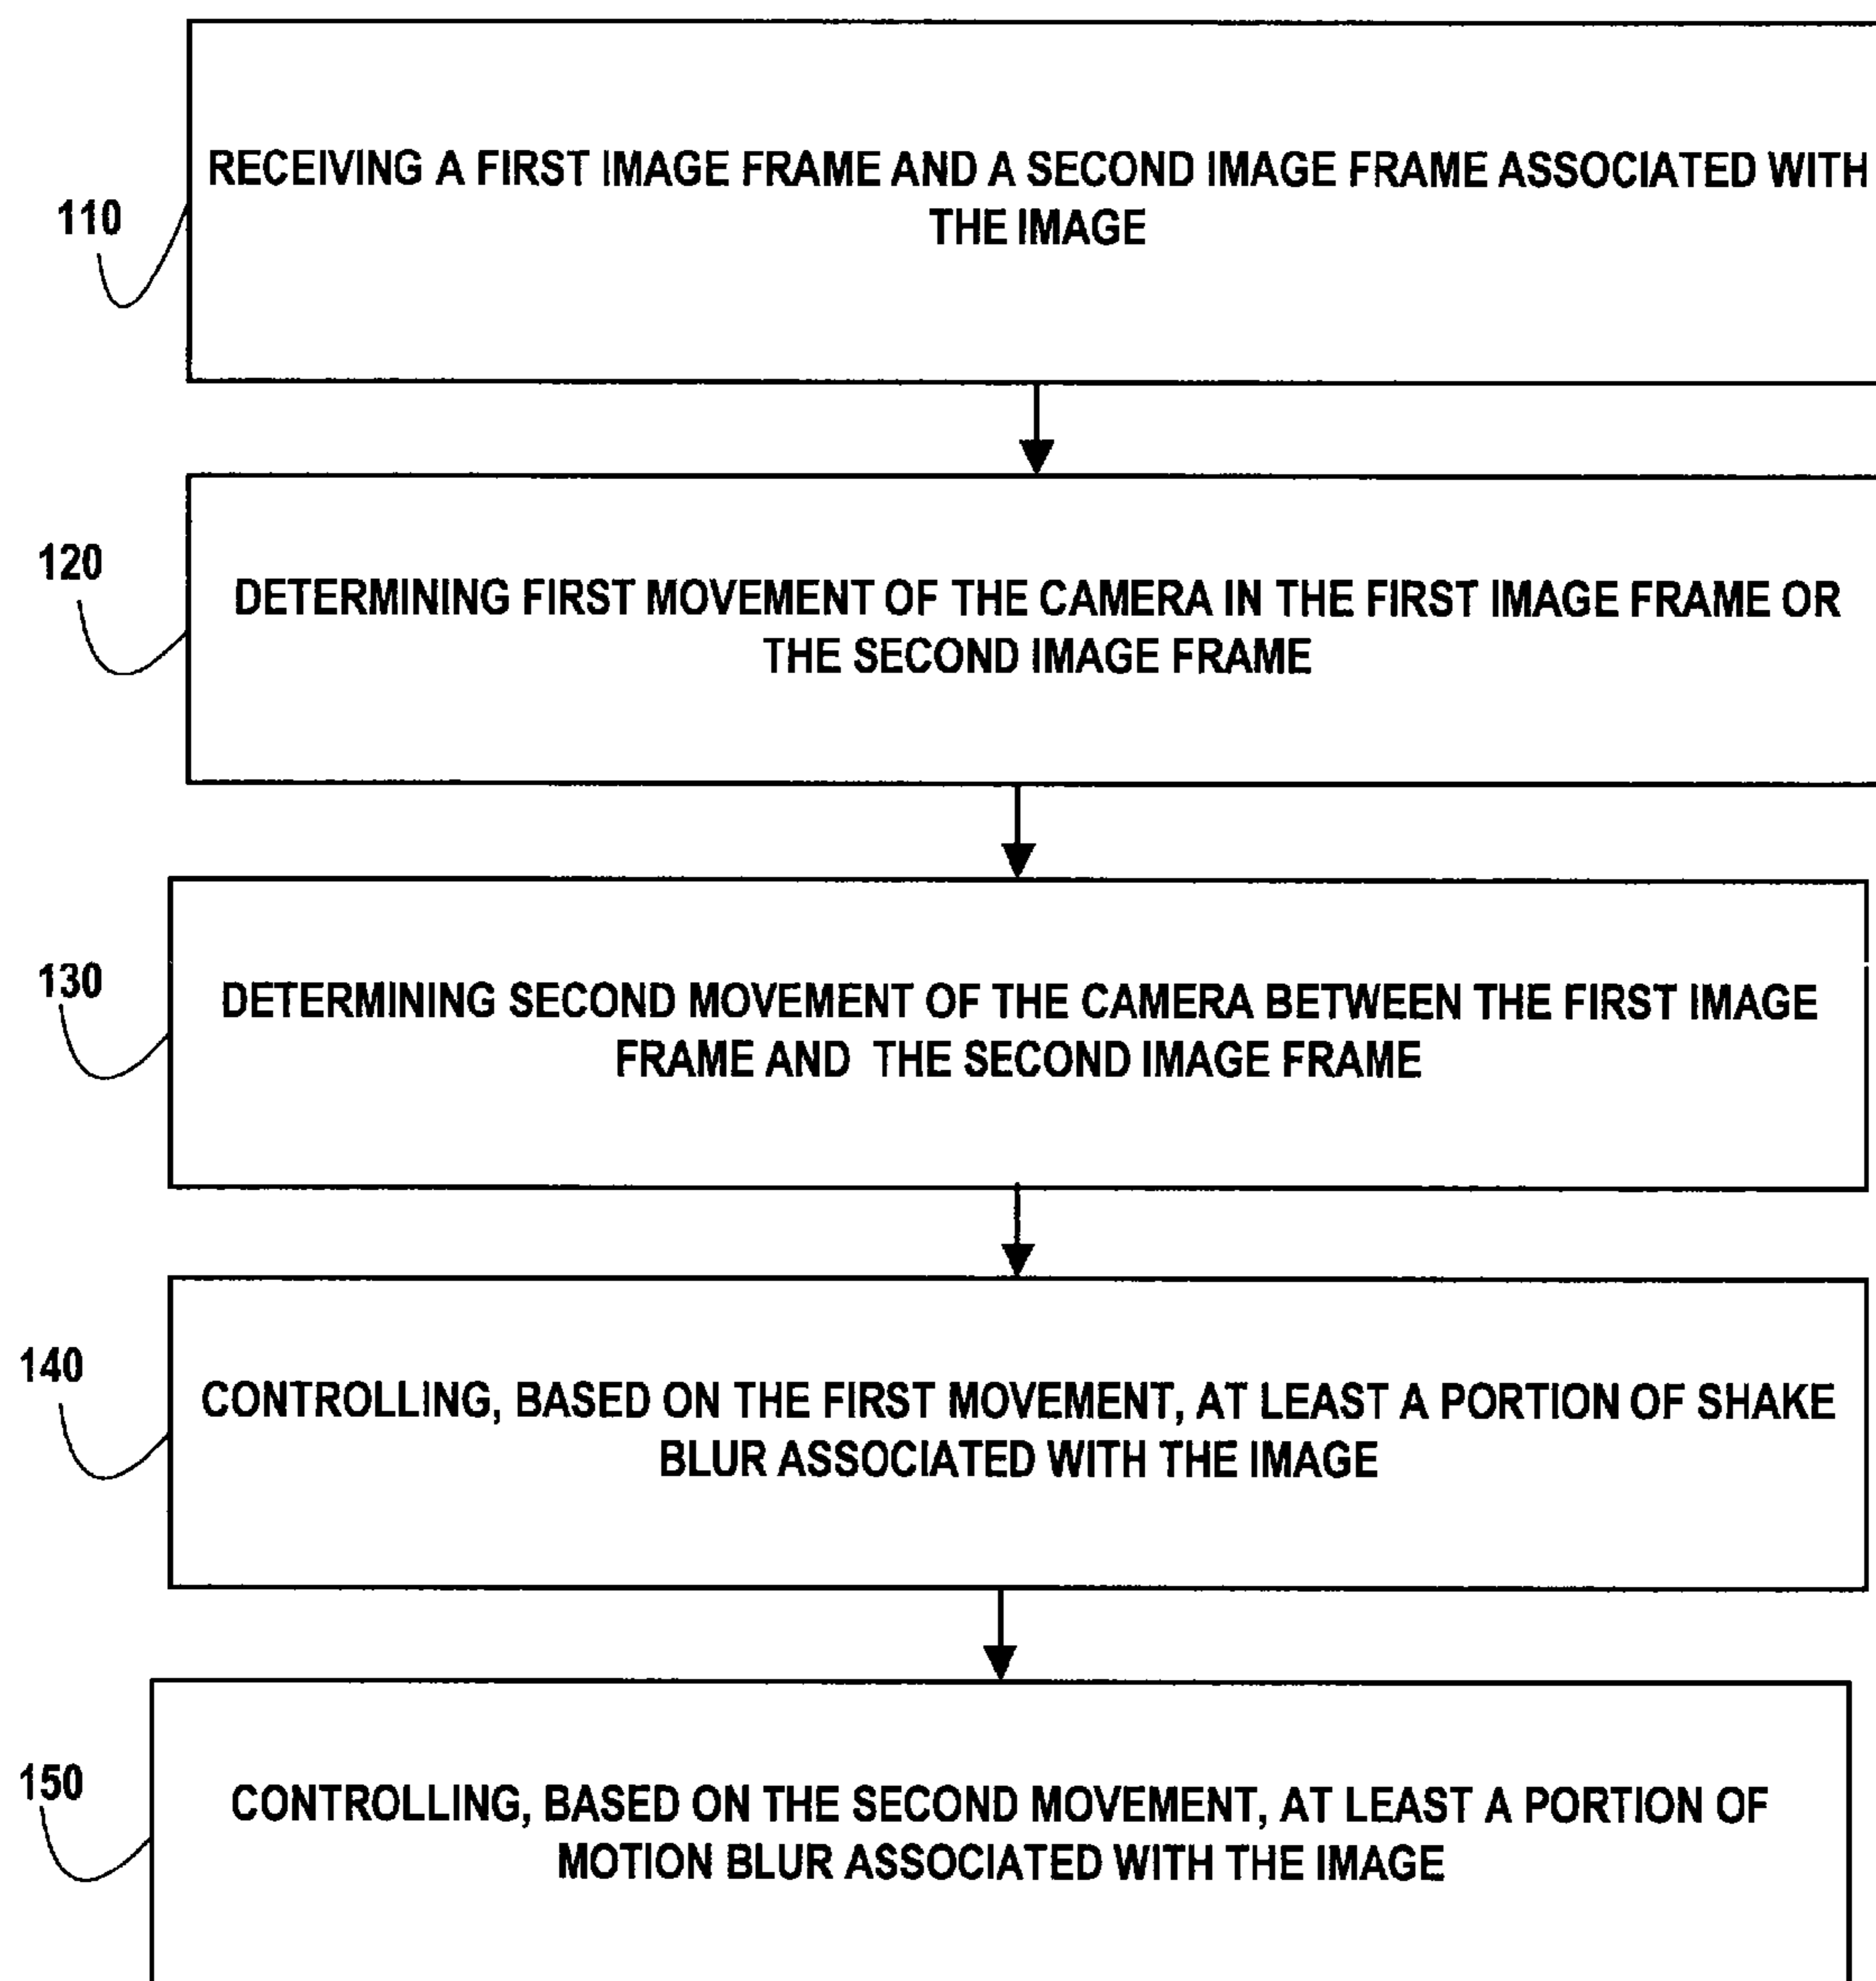 RECEIVING A FIRST IMAGE FRAME AND A SECOND IMAGE FRAME ASSOCIATED WITH
THE IMAGE
110
120
DETERMINING FIRST MOVEMENT OF THE CAMERA IN THE FIRST IMAGE FRAME OR
THE SECOND IMAGE FRAME
130
DETERMINING SECOND MOVEMENT OF THE CAMERA BETWEEN THE FIRST IMAGE
FRAME AND THE SECOND IMAGE FRAME
140
CONTROLLING, BASED ON THE FIRST MOVEMENT, AT LEAST A PORTION OF SHAKE
BLUR ASSOCIATED WITH THE IMAGE
150
CONTROLLING, BASED ON THE SECOND MOVEMENT, AT LEAST A PORTION OF
MOTION BLUR ASSOCIATED WITH THE IMAGE